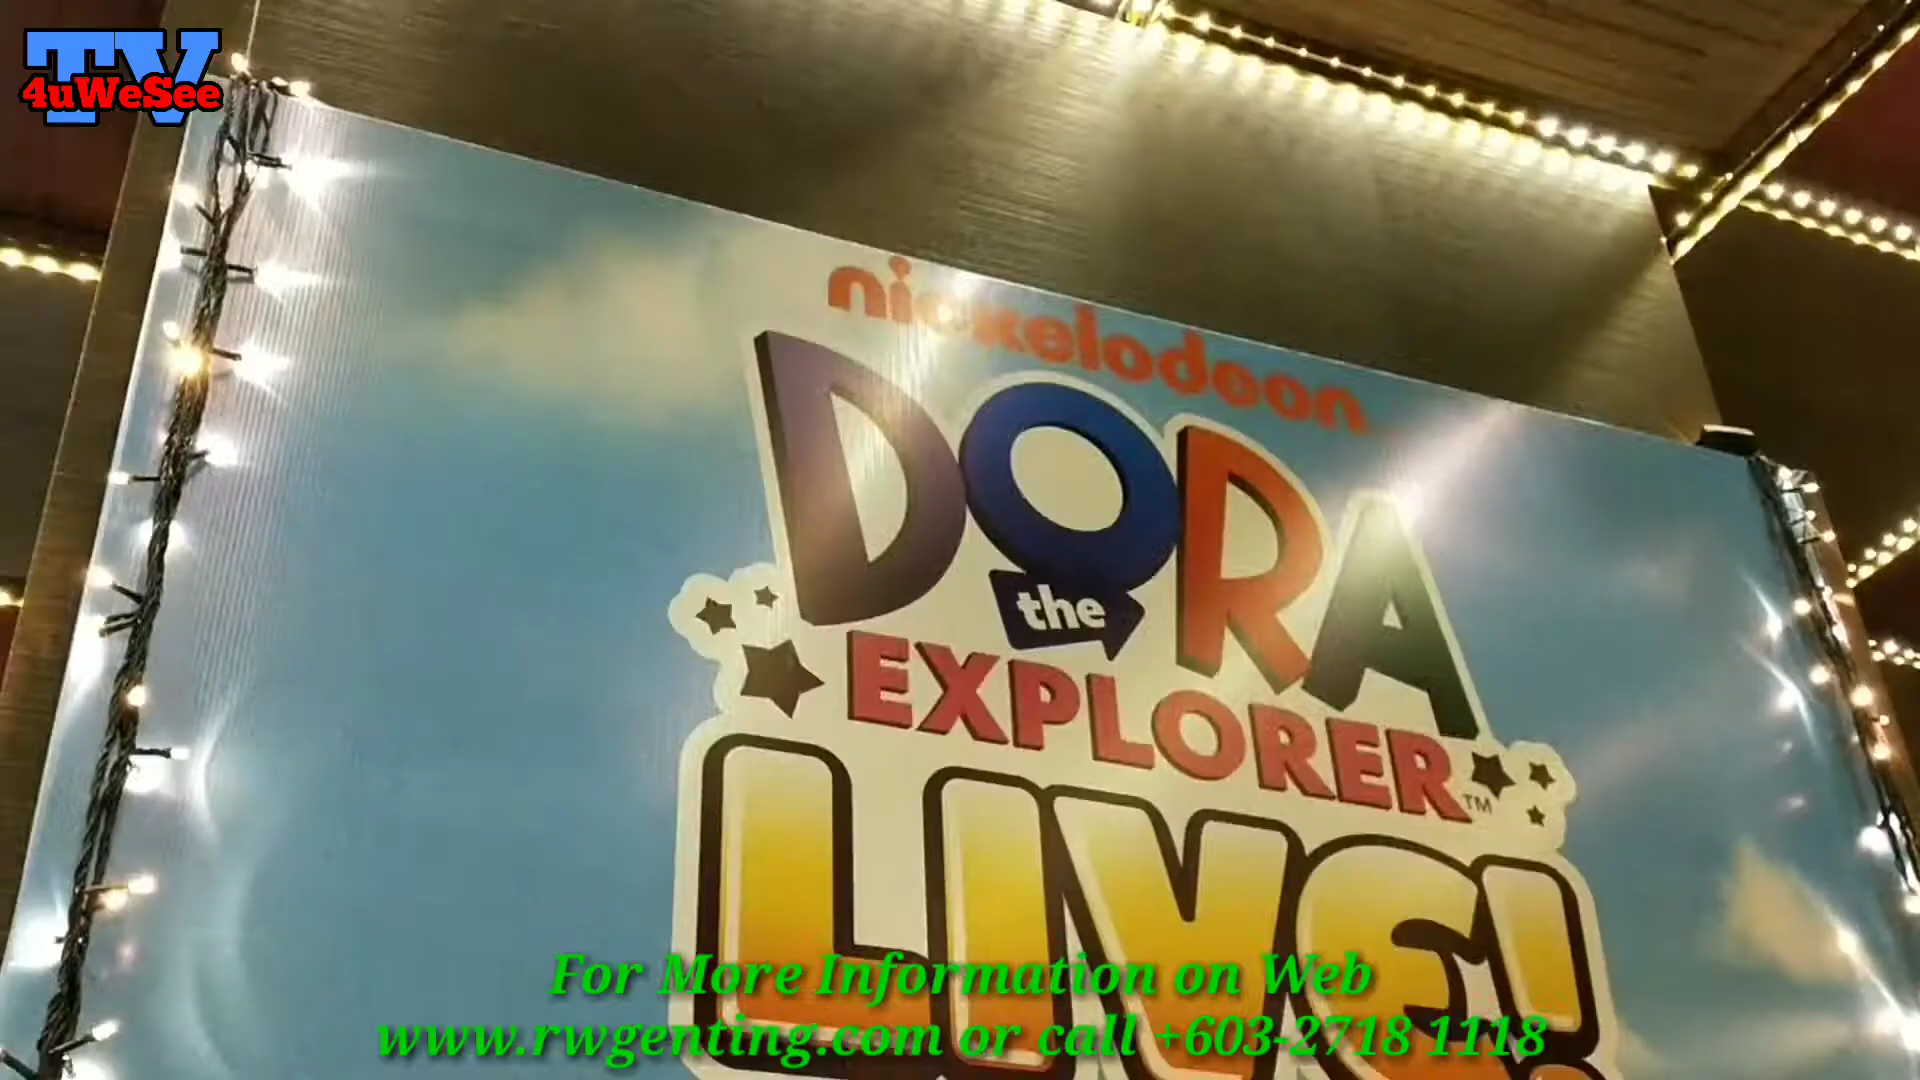 TV
4uWeSee
nickelodeon
DORA
the
EXPLORER™
LIVE!
For More Information on Web
www.rwgenting.com or call +603-2718 1118